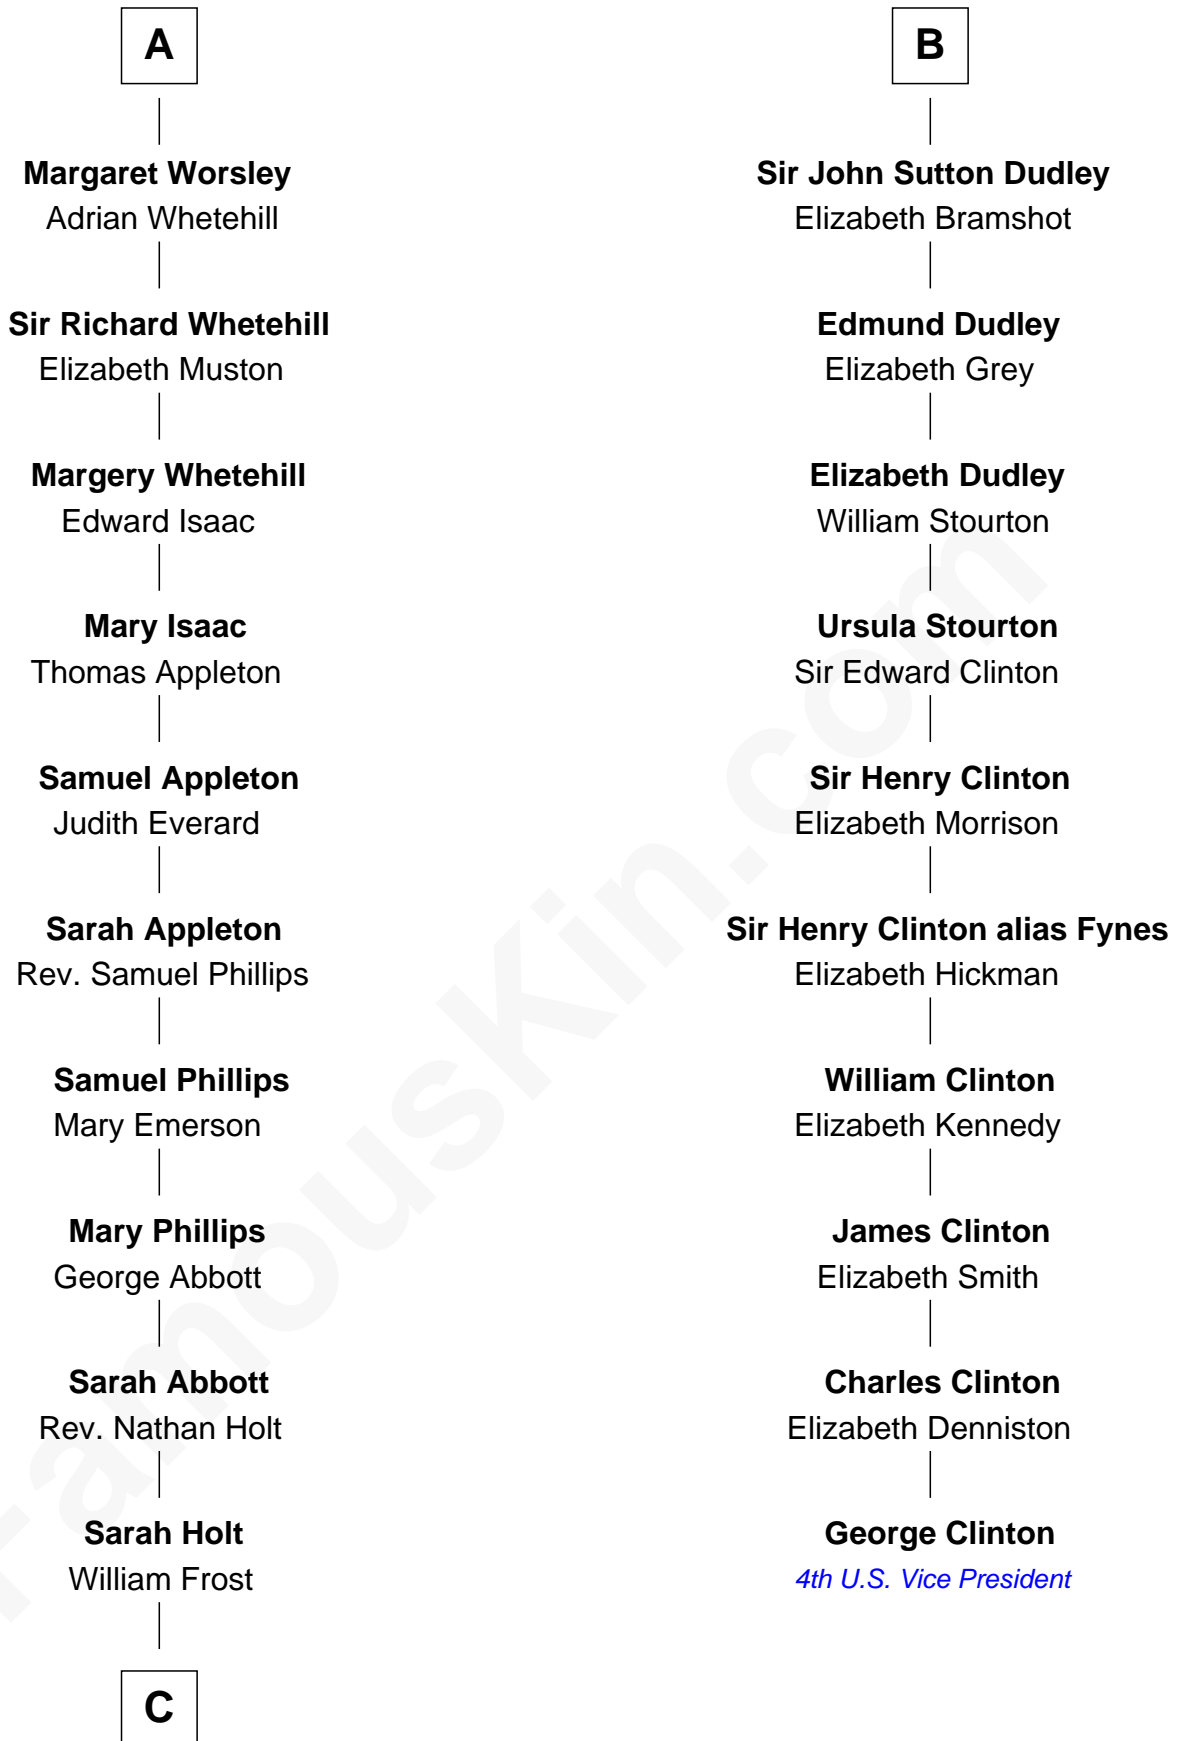 A
Margaret Worsley
Adrian Whetehill
Sir Richard Whetehill
Elizabeth Muston
Margery Whetehill
Edward Isaac
Mary Isaac
Thomas Appleton
Samuel Appleton
Judith Everard
Sarah Appleton
Rev. Samuel Phillips
Samuel Phillips
Mary Emerson
Mary Phillips
George Abbott
Sarah Abbott
Rev. Nathan Holt
Sarah Holt
William Frost
C
B
Sir John Sutton Dudley
Elizabeth Bramshot
Edmund Dudley
Elizabeth Grey
Elizabeth Dudley
William Stourton
Ursula Stourton
Sir Edward Clinton
Sir Henry Clinton
Elizabeth Morrison
Sir Henry Clinton alias Fynes
Elizabeth Hickman
William Clinton
Elizabeth Kennedy
James Clinton
Elizabeth Smith
Charles Clinton
Elizabeth Denniston
George Clinton
4th U.S. Vice President
FamousKin.com